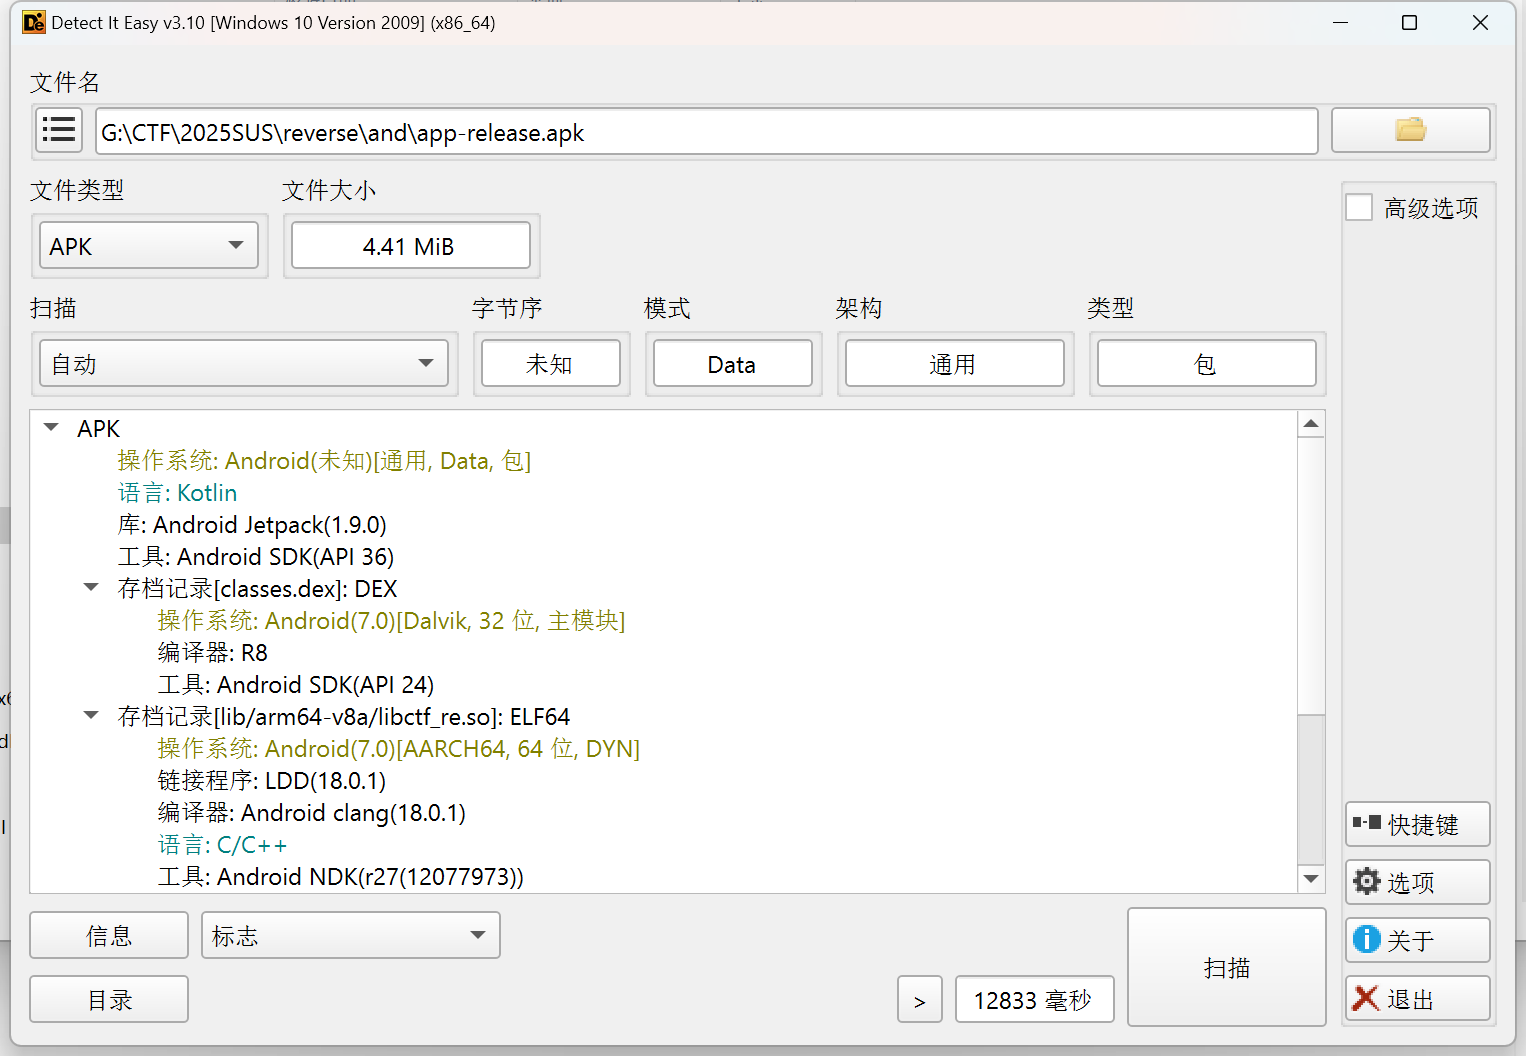 Detect It Easy v3.10 [Windows 10 Version 2009] (x86_64)
文件名
G:\CTF\2025SUS\reverse\and\app-release.apk
文件类型
文件大小
APK
4.41 MiB
高级选项
扫描
字节序
模式
架构
类型
自动
未知
Data
通用
包
APK
操作系统: Android(未知)[通用, Data, 包]
语言: Kotlin
库: Android Jetpack(1.9.0)
工具: Android SDK(API 36)
存档记录[classes.dex]: DEX
操作系统: Android(7.0)[Dalvik, 32 位, 主模块]
编译器: R8
工具: Android SDK(API 24)
存档记录[lib/arm64-v8a/libctf_re.so]: ELF64
操作系统: Android(7.0)[AARCH64, 64 位, DYN]
链接程序: LDD(18.0.1)
编译器: Android clang(18.0.1)
语言: C/C++
工具: Android NDK(r27(12077973))
快捷键
选项
关于
退出
信息
标志
扫描
目录
>
12833 毫秒